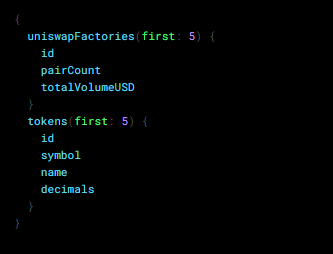 {
  uniswapFactories(first: 5) {
    id
    pairCount
    totalVolumeUSD
  }
  tokens(first: 5) {
    id
    symbol
    name
    decimals
  }
}